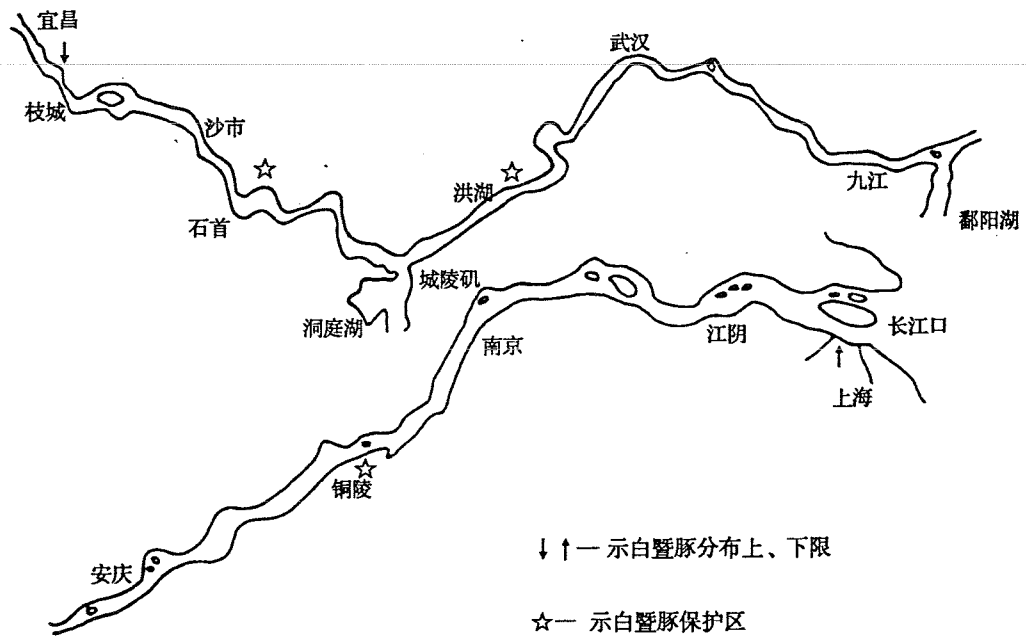 宜昌
枝城
沙市
石首
洪湖
武汉
九江
鄱阳湖
城陵矶
洞庭湖
南京
江阴
长江口
上海
铜陵
安庆
↓↑— 示白暨豚分布上、下限
☆— 示白暨豚保护区